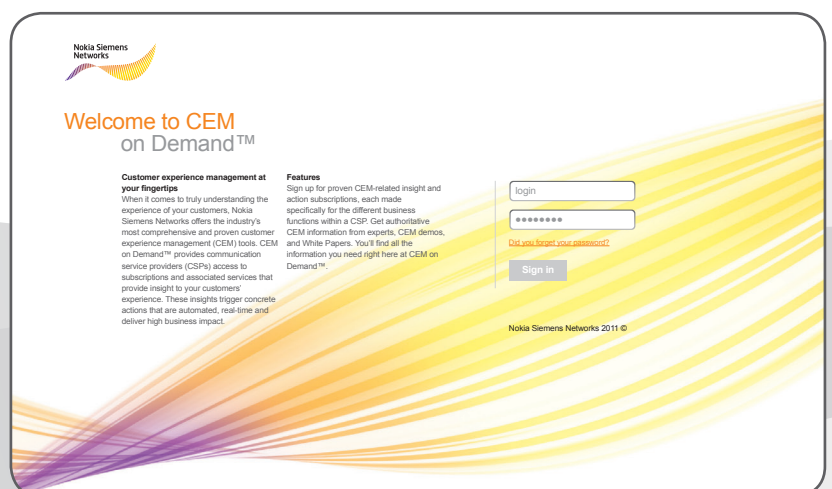 Nokia Siemens
Networks
Welcome to CEM
on Demand™
Customer experience management at
your fingertips
When it comes to truly understanding the
experience of your customers, Nokia
Siemens Networks offers the industry's
most comprehensive and proven customer
experience management (CEM) tools. CEM
on Demand™ provides communication
service providers (CSPs) access to
subscriptions and associated services that
provide insight to your customers'
experience. These insights trigger concrete
actions that are automated, real-time and
deliver high business impact.
Features
Sign up for proven CEM-related insight and
action subscriptions, each made
specifically for the different business
functions within a CSP. Get authoritative
CEM information from experts, CEM demos,
and White Papers. You'll find all the
information you need right here at CEM on
Demand™.
login
●●●●●●●●
Did you forget your password?
Sign in
Nokia Siemens Networks 2011 ©